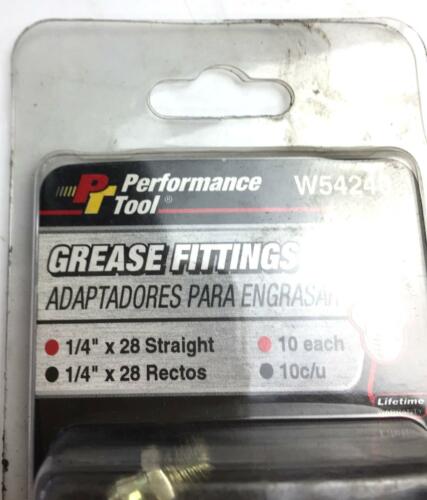 PT Performance
Tool®
GREASE FITTINGS
ADAPTADORES PARA ENGRASAR
1/4" x 28 Straight
10 each
1/4" x 28 Rectos
10c/u
Lifetime